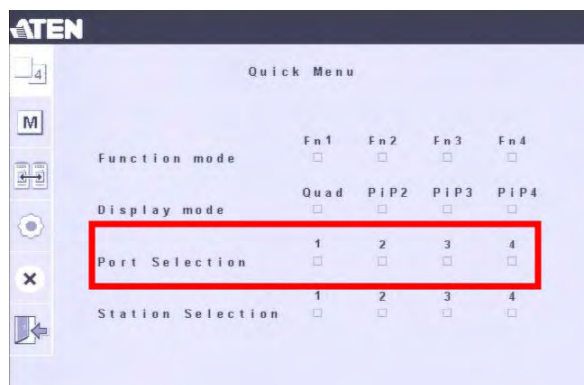 ATEN
4
Quick Menu
M
Fn1 Fn2 Fn3 Fn4
Function mode
Quad PiP2 PiP3 PiP4
Display mode
1 2 3 4
Port Selection
1 2 3 4
Station Selection